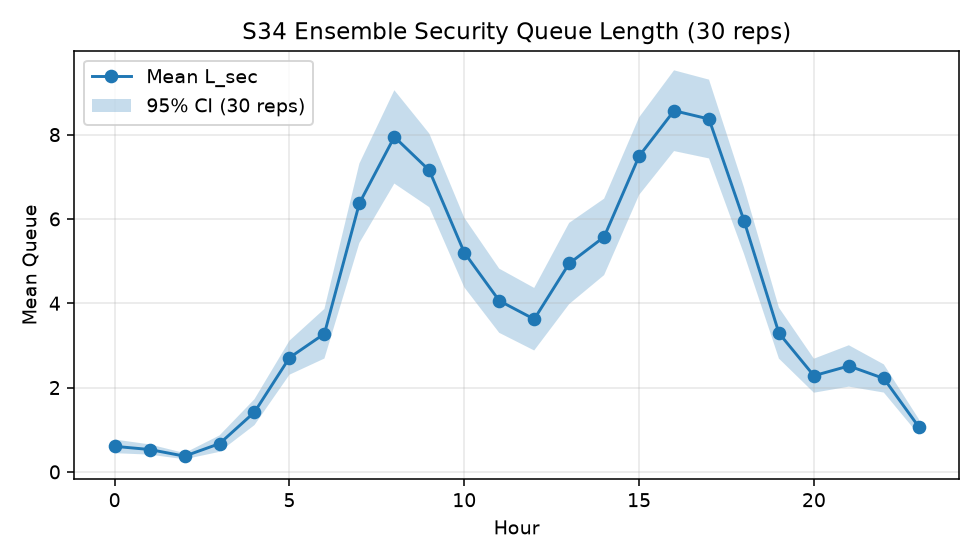 S34 Ensemble Security Queue Length (30 reps)
Mean L_sec
95% CI (30 reps)
Mean Queue
8
6
4
2
0
0 5 10 15 20
Hour